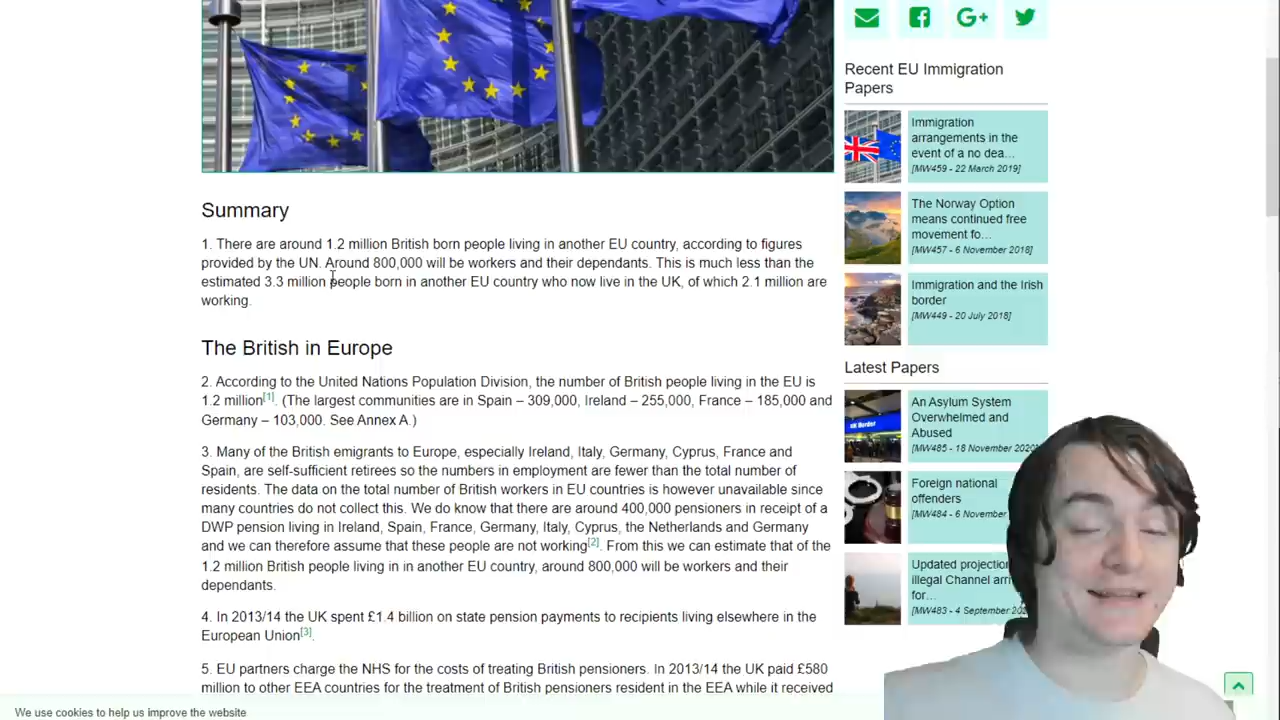 Summary
1. There are around 1.2 million British born people living in another EU country, according to figures
provided by the UN. Around 800,000 will be workers and their dependants. This is much less than the
estimated 3.3 million people born in another EU country who now live in the UK, of which 2.1 million are
working.
The British in Europe
2. According to the United Nations Population Division, the number of British people living in the EU is
1.2 million[1]. (The largest communities are in Spain – 309,000, Ireland – 255,000, France – 185,000 and
Germany – 103,000. See Annex A.)
3. Many of the British emigrants to Europe, especially Ireland, Italy, Germany, Cyprus, France and
Spain, are self-sufficient retirees so the numbers in employment are fewer than the total number of
residents. The data on the total number of British workers in EU countries is however unavailable since
many countries do not collect this. We do know that there are around 400,000 pensioners in receipt of a
DWP pension living in Ireland, Spain, France, Germany, Italy, Cyprus, the Netherlands and Germany
and we can therefore assume that these people are not working[2]. From this we can estimate that of the
1.2 million British people living in in another EU country, around 800,000 will be workers and their
dependants.
4. In 2013/14 the UK spent £1.4 billion on state pension payments to recipients living elsewhere in the
European Union[3].
5. EU partners charge the NHS for the costs of treating British pensioners. In 2013/14 the UK paid £580
million to other EEA countries for the treatment of British pensioners resident in the EEA while it received
We use cookies to help us improve the website
G+
Recent EU Immigration
Papers
Immigration
arrangements in the
event of a no dea...
[MW459 - 22 March 2019]
The Norway Option
means continued free
movement fo...
[MW457 - 6 November 2018]
Immigration and the Irish
border
[MW449 - 20 July 2018]
Latest Papers
UK Border
An Asylum System
Overwhelmed and
Abused
[MW485 - 18 November 2020]
Foreign national
offenders
[MW484 - 6 November
Updated projection
illegal Channel arr
for...
[MW483 - 4 September 20